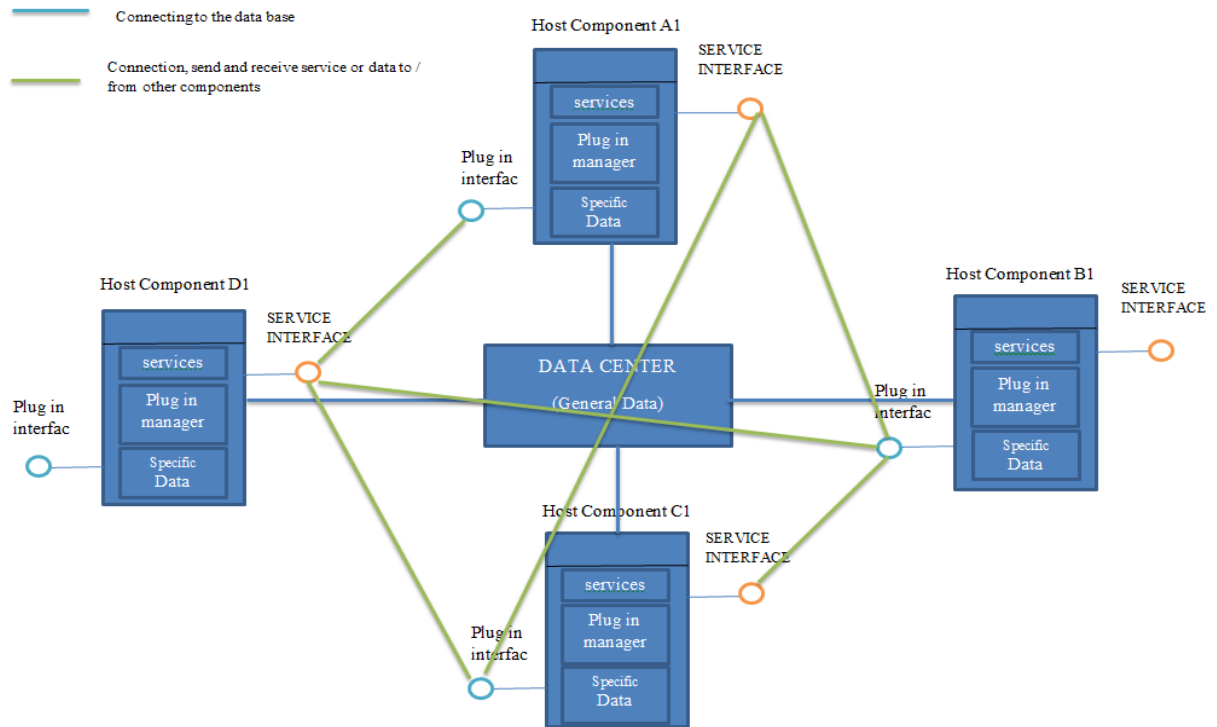 Connecting to the data base
Connection, send and receive service or data to /
from other components
Host Component A1
SERVICE
INTERFACE
services
Plug in
manager
Specific
Data
Plug in
interfac
Host Component D1
SERVICE
INTERFACE
services
Plug in
manager
Specific
Data
Plug in
interfac
DATA CENTER
(General Data)
Host Component B1
SERVICE
INTERFACE
services
Plug in
manager
Specific
Data
Plug in
interfac
Host Component C1
SERVICE
INTERFACE
services
Plug in
manager
Specific
Data
Plug in
interfac